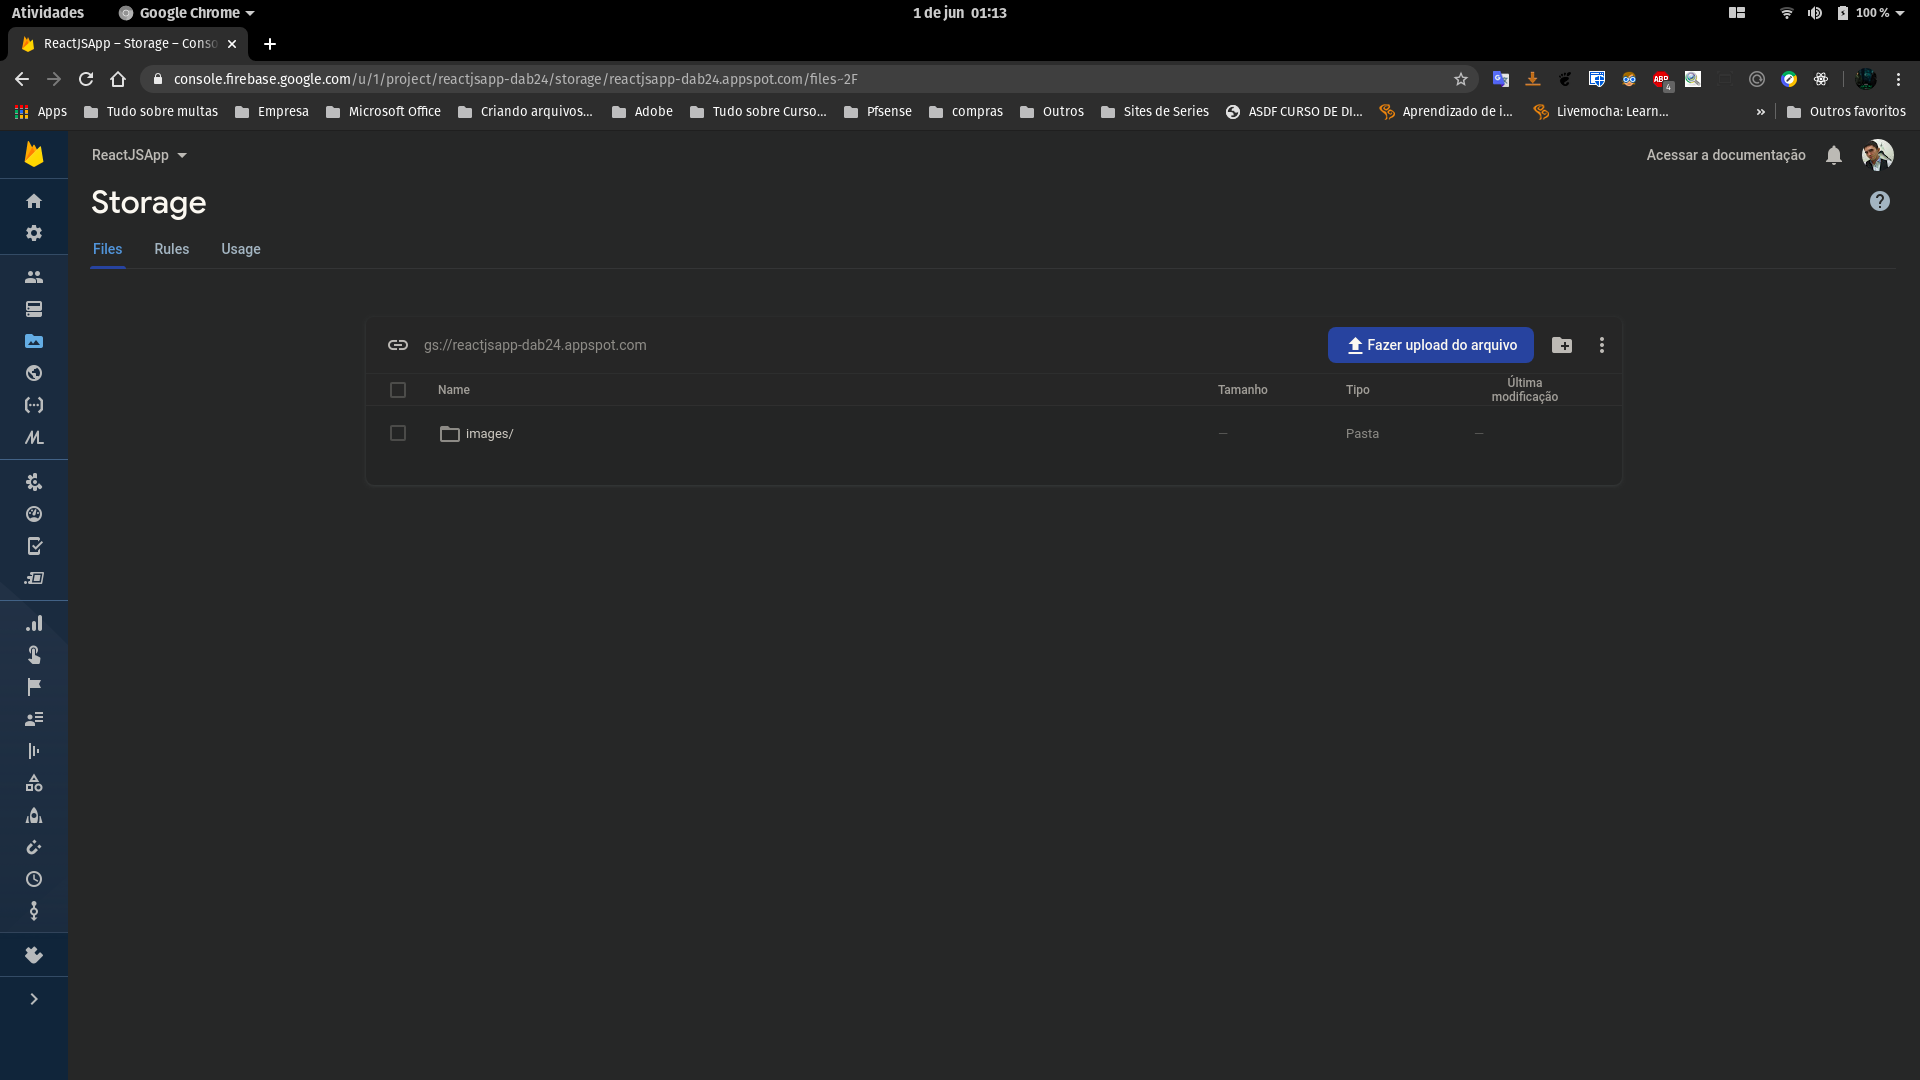 Atividades Google Chrome 1 de jun 01:13 100 %
ReactJSApp – Storage – Conso
console.firebase.google.com/u/1/project/reactjsapp-dab24/storage/reactjsapp-dab24.appspot.com/files~2F
ABP 4
Apps Tudo sobre multas Empresa Microsoft Office Criando arquivos... Adobe Tudo sobre Curso... Pfsense compras Outros Sites de Series ASDF CURSO DE DI... Aprendizado de i... Livemocha: Learn... » Outros favoritos
ReactJSApp Acessar a documentação
Storage
Files Rules Usage
gs://reactjsapp-dab24.appspot.com Fazer upload do arquivo
Name Tamanho Tipo Última modificação
images/ — Pasta —